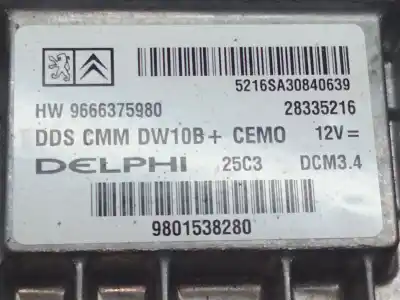 5216SA30840639
HW 9666375980 28335216
DDS CMM DW10B+ CEMO 12V=
DELPHI 25C3 DCM3.4
9801538280